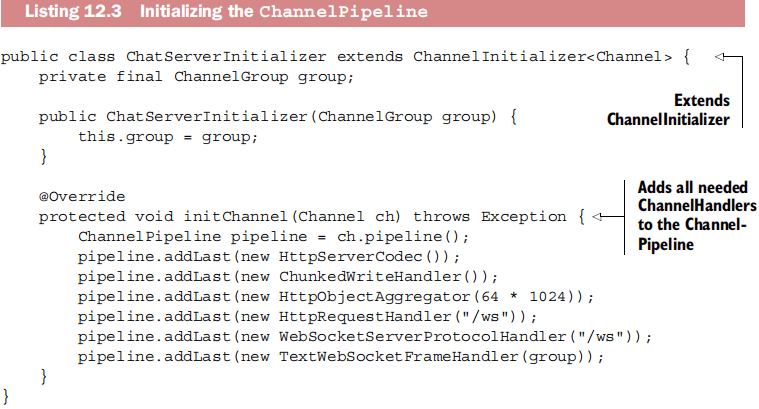 Listing 12.3 Initializing the ChannelPipeline
public class ChatServerInitializer extends ChannelInitializer<Channel> {
    private final ChannelGroup group;
Extends
ChannelInitializer
    public ChatServerInitializer(ChannelGroup group) {
        this.group = group;
    }
    @Override
    protected void initChannel(Channel ch) throws Exception {
Adds all needed
ChannelHandlers
to the Channel-
Pipeline
        ChannelPipeline pipeline = ch.pipeline();
        pipeline.addLast(new HttpServerCodec());
        pipeline.addLast(new ChunkedWriteHandler());
        pipeline.addLast(new HttpObjectAggregator(64 * 1024));
        pipeline.addLast(new HttpRequestHandler("/ws"));
        pipeline.addLast(new WebSocketServerProtocolHandler("/ws"));
        pipeline.addLast(new TextWebSocketFrameHandler(group));
    }
}